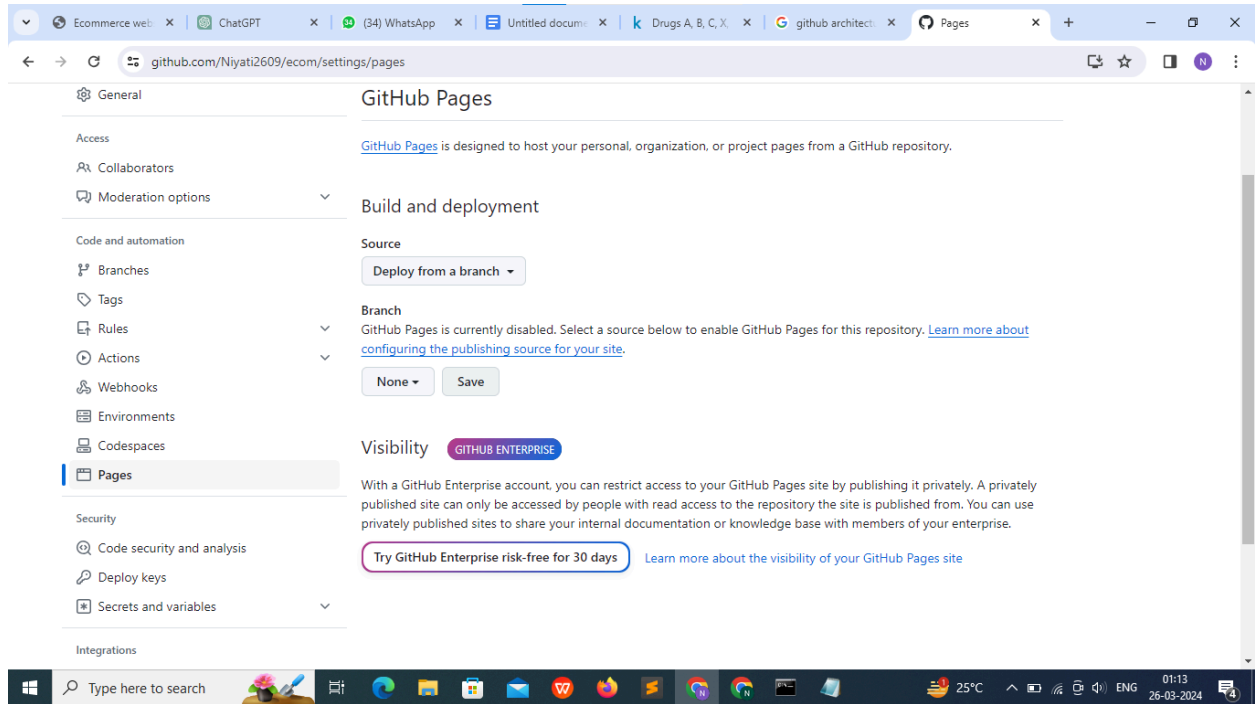 Ecommerce web
ChatGPT
(34) WhatsApp
Untitled docume
Drugs A, B, C, X,
github architect
Pages
github.com/Niyati2609/ecom/settings/pages
N
General
Access
Collaborators
Moderation options
Code and automation
Branches
Tags
Rules
Actions
Webhooks
Environments
Codespaces
Pages
Security
Code security and analysis
Deploy keys
Secrets and variables
Integrations
GitHub Pages
GitHub Pages is designed to host your personal, organization, or project pages from a GitHub repository.
Build and deployment
Source
Deploy from a branch
Branch
GitHub Pages is currently disabled. Select a source below to enable GitHub Pages for this repository. Learn more about
configuring the publishing source for your site.
None
Save
Visibility GITHUB ENTERPRISE
With a GitHub Enterprise account, you can restrict access to your GitHub Pages site by publishing it privately. A privately
published site can only be accessed by people with read access to the repository the site is published from. You can use
privately published sites to share your internal documentation or knowledge base with members of your enterprise.
Try GitHub Enterprise risk-free for 30 days
Learn more about the visibility of your GitHub Pages site
Type here to search
25°C
ENG
01:13
26-03-2024
4